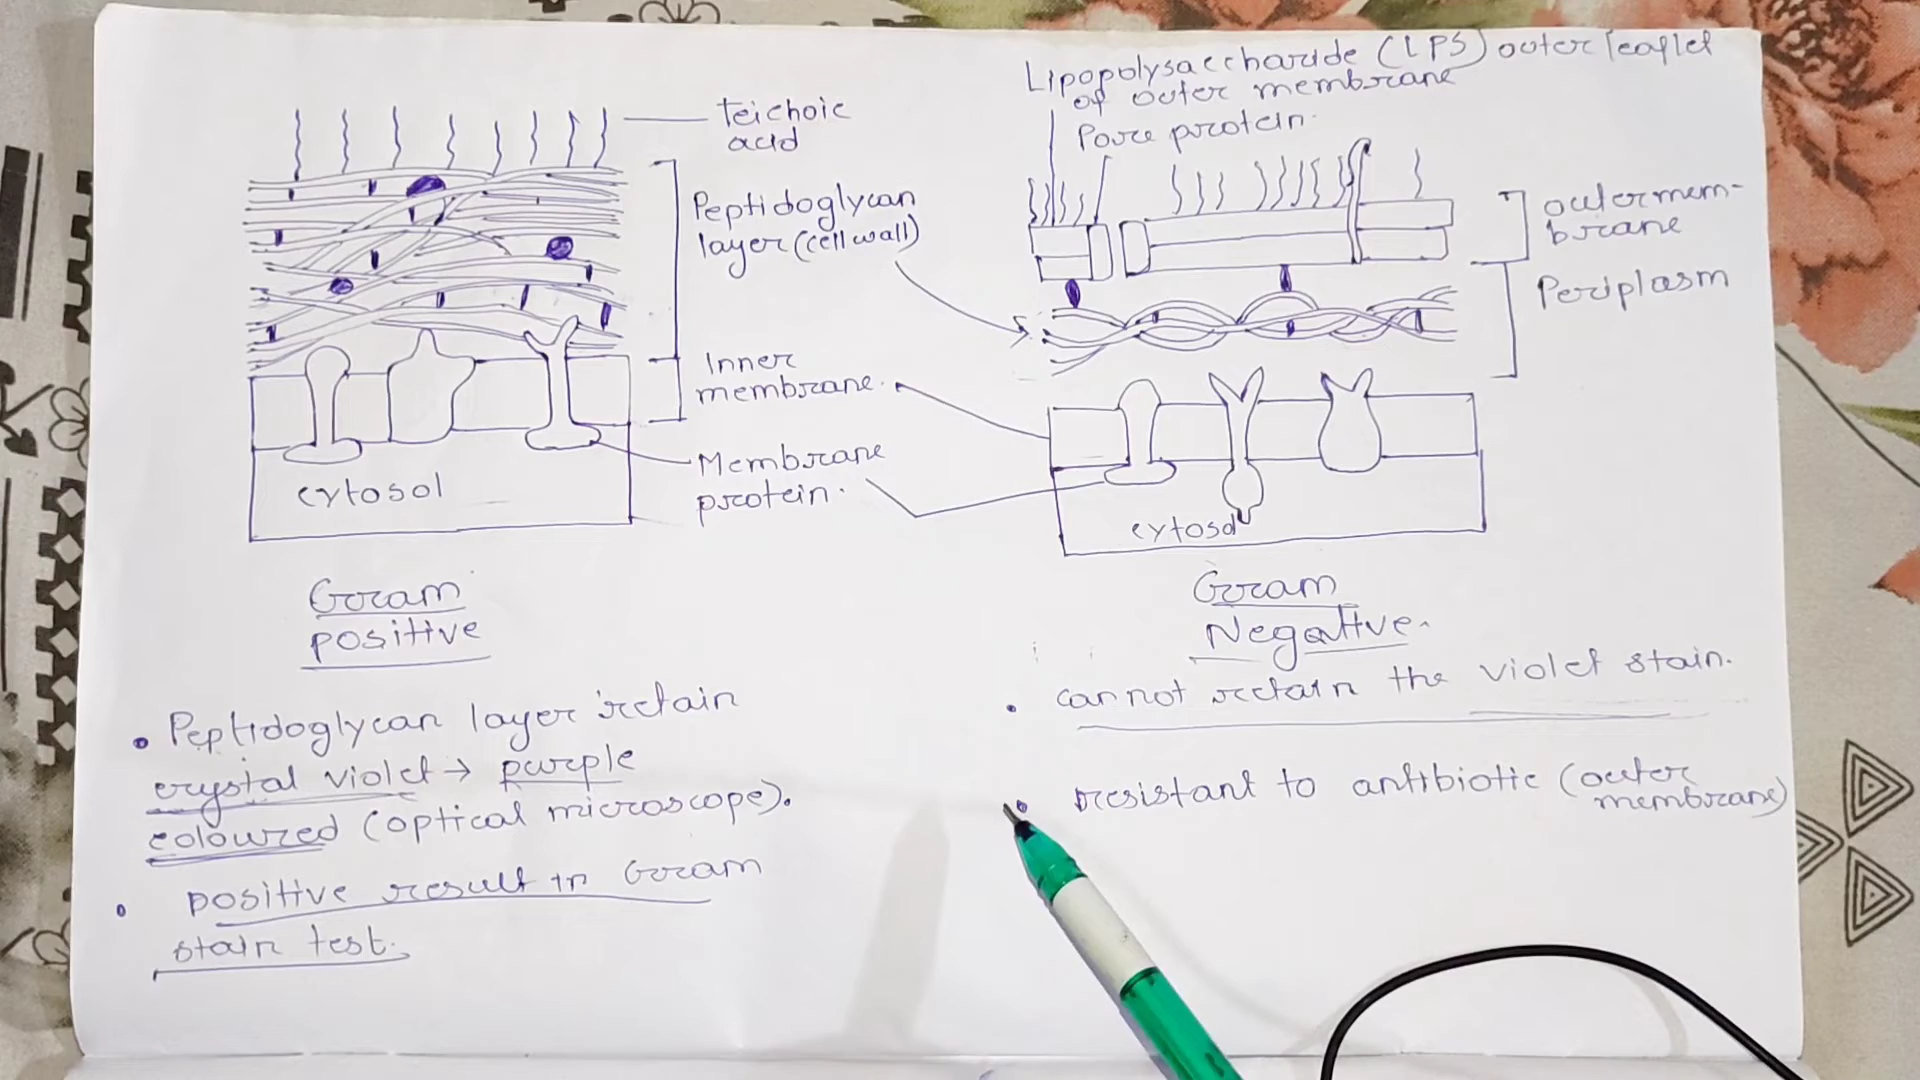 Lipopolysaccharide (LPS) outer leaflet
of outer membrane
Pore protein.
teichoic
acid
Peptidoglycan
layer (cell wall)
outer mem-
brane
Periplasm
Inner
membrane.
Membrane
protein.
cytosol
cytosol
Gram
positive
Gram
Negative.
• Peptidoglycan layer retain
crystal violet → purple
coloured (optical microscope).
• positive result in Gram
stain test.
• cannot retain the violet stain.
• resistant to antibiotic (outer
membrane)